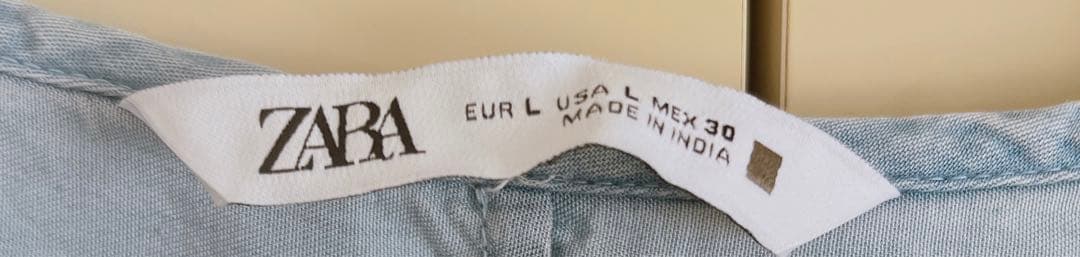 ZARA
EUR L USA L MEX 30
MADE IN INDIA